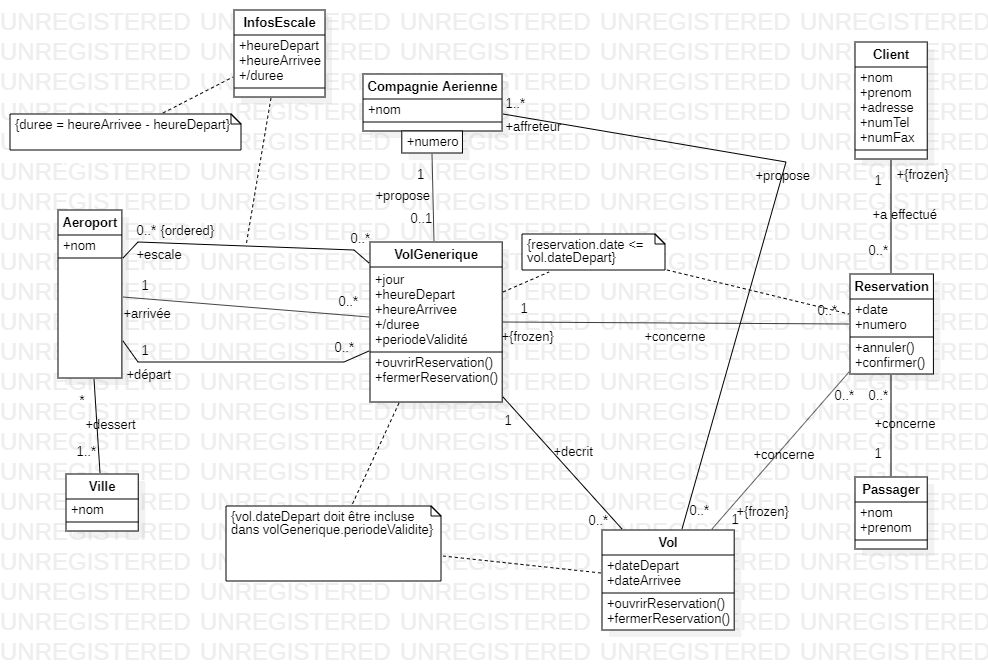 InfosEscale
+heureDepart
+heureArrivee
+/duree
{duree = heureArrivee - heureDepart}
Compagnie Aerienne
+nom
+numero
1..*
+affreteur
+propose
1
+propose
0..1
Client
+nom
+prenom
+adresse
+numTel
+numFax
1
+{frozen}
+a effectué
0..*
Aeroport
+nom
0..* {ordered}
+escale
0..*
1
+arrivée
0..*
1
+départ
0..*
VolGenerique
+jour
+heureDepart
+heureArrivee
+/duree
+periodeValidité
+ouvrirReservation()
+fermerReservation()
{reservation.date <=
vol.dateDepart}
1
+{frozen}
+concerne
0..*
Reservation
+date
+numero
+annuler()
+confirmer()
*
+dessert
1..*
Ville
+nom
1
+decrit
0..*
0..*
+concerne
1
+{frozen}
0..*
0..*
+concerne
1
Passager
+nom
+prenom
{vol.dateDepart doit être incluse
dans volGenerique.periodeValidite}
Vol
+dateDepart
+dateArrivee
+ouvrirReservation()
+fermerReservation()
UNREGISTERED